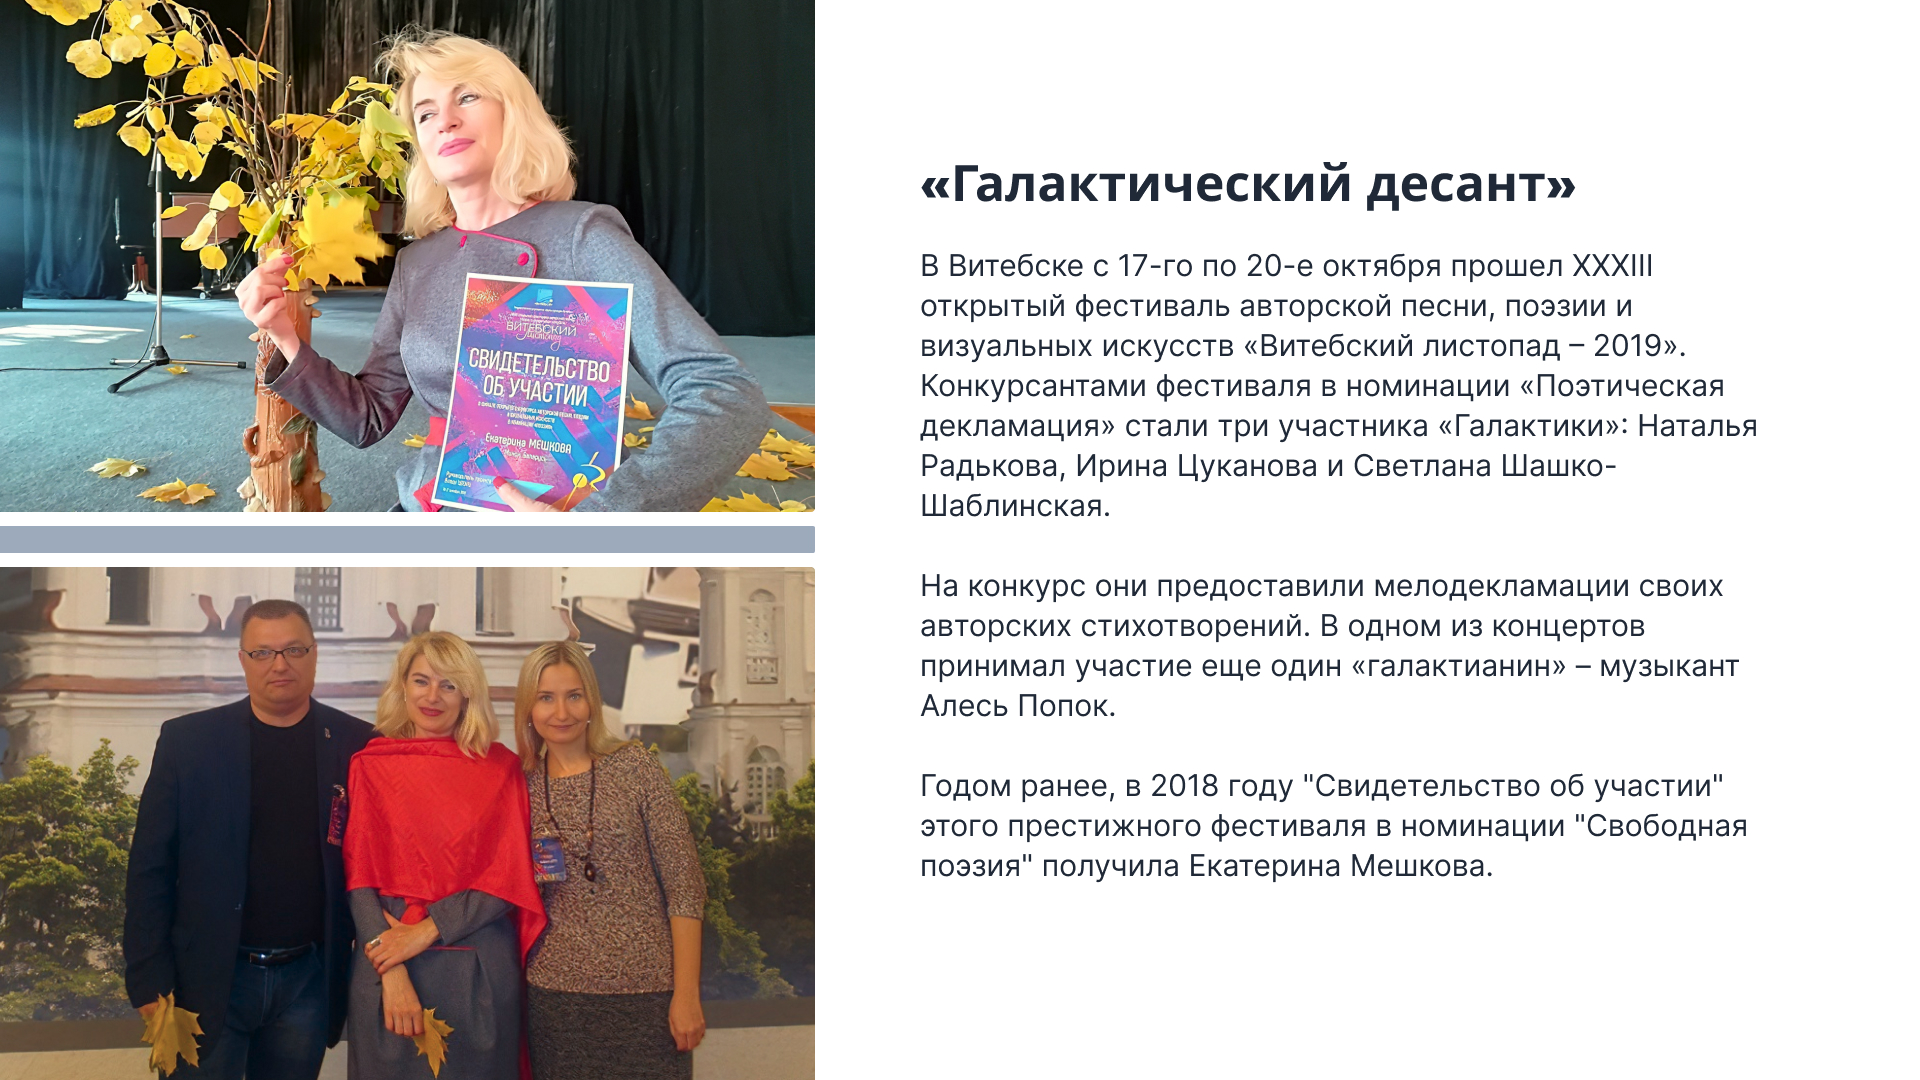 ВИТЕБСКИЙ
листопад
СВИДЕТЕЛЬСТВО
ОБ УЧАСТИИ
Екатерина МЕШКОВА
«Галактический десант»
В Витебске с 17-го по 20-е октября прошел XXXIII
открытый фестиваль авторской песни, поэзии и
визуальных искусств «Витебский листопад – 2019».
Конкурсантами фестиваля в номинации «Поэтическая
декламация» стали три участника «Галактики»: Наталья
Радькова, Ирина Цуканова и Светлана Шашко-
Шаблинская.
На конкурс они предоставили мелодекламации своих
авторских стихотворений. В одном из концертов
принимал участие еще один «галактианин» – музыкант
Алесь Попок.
Годом ранее, в 2018 году "Свидетельство об участии"
этого престижного фестиваля в номинации "Свободная
поэзия" получила Екатерина Мешкова.